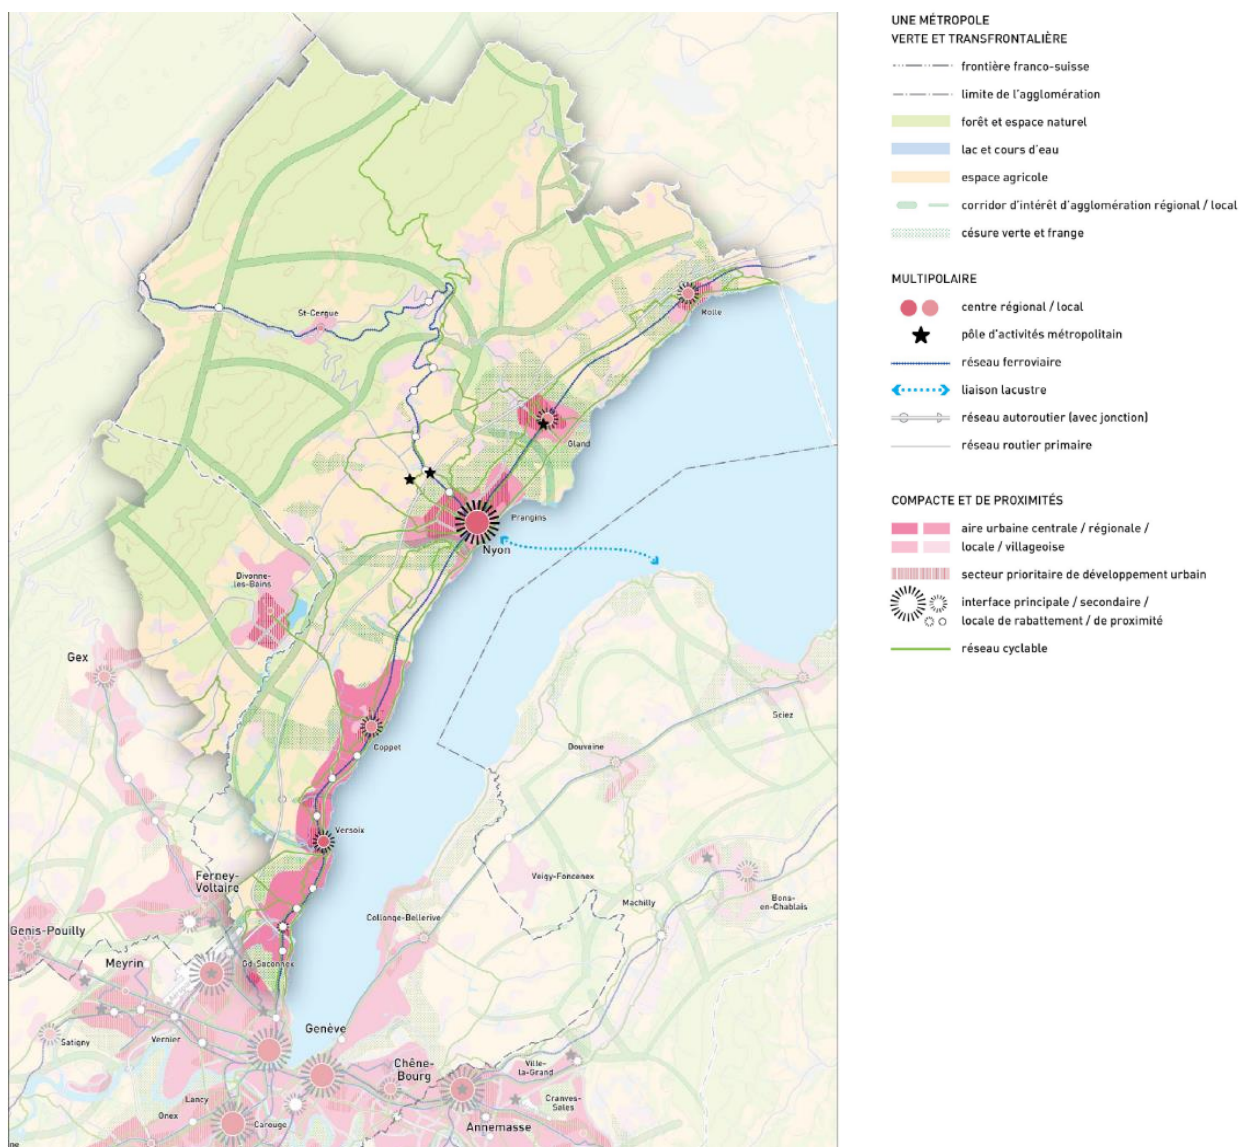 St-Cergue
Rolle
Gland
Prangins
Nyon
Divonne-
les-Bains
Gex
Coppet
Sciez
Douvaine
Versoix
Ferney-
Voltaire
Veigy-Foncenex
Machilly
Bons-
en-Chablais
Collonge-Bellerive
Genis-Pouilly
Meyrin
Gd-Saconnex
Genève
Satigny
Vernier
Chêne-
Bourg
Ville-
la-Grand
Lancy
Cranves-
Sales
Onex
Carouge
Annemasse
UNE MÉTROPOLE
VERTE ET TRANSFRONTALIÈRE
frontière franco-suisse
limite de l'agglomération
forêt et espace naturel
lac et cours d'eau
espace agricole
corridor d'intérêt d'agglomération régional / local
césure verte et frange
MULTIPOLAIRE
centre régional / local
pôle d'activités métropolitain
réseau ferroviaire
liaison lacustre
réseau autoroutier (avec jonction)
réseau routier primaire
COMPACTE ET DE PROXIMITÉS
aire urbaine centrale / régionale /
locale / villageoise
secteur prioritaire de développement urbain
interface principale / secondaire /
locale de rabattement / de proximité
réseau cyclable